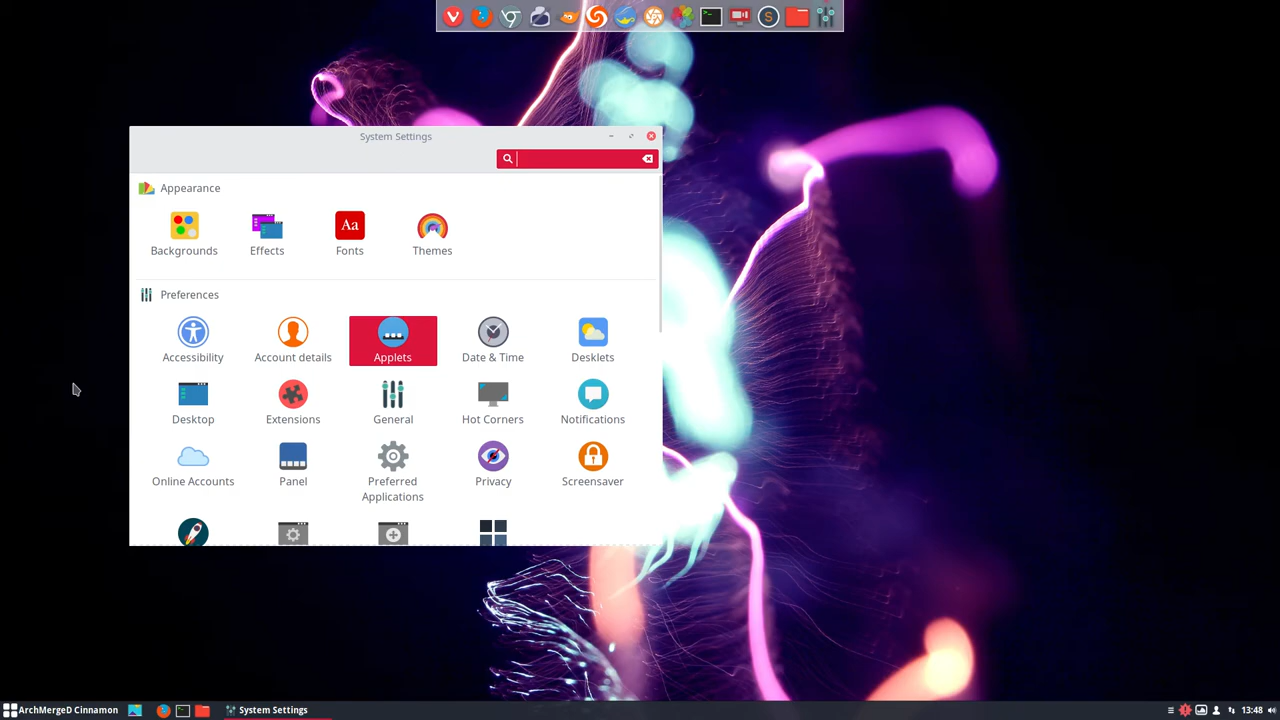 System Settings
Appearance
Backgrounds
Effects
Aa
Fonts
Themes
Preferences
Accessibility
Account details
Applets
Date & Time
Desklets
Desktop
Extensions
General
Hot Corners
Notifications
Online Accounts
Panel
Preferred
Applications
Privacy
Screensaver
ArchMergeD Cinnamon
System Settings
13:48